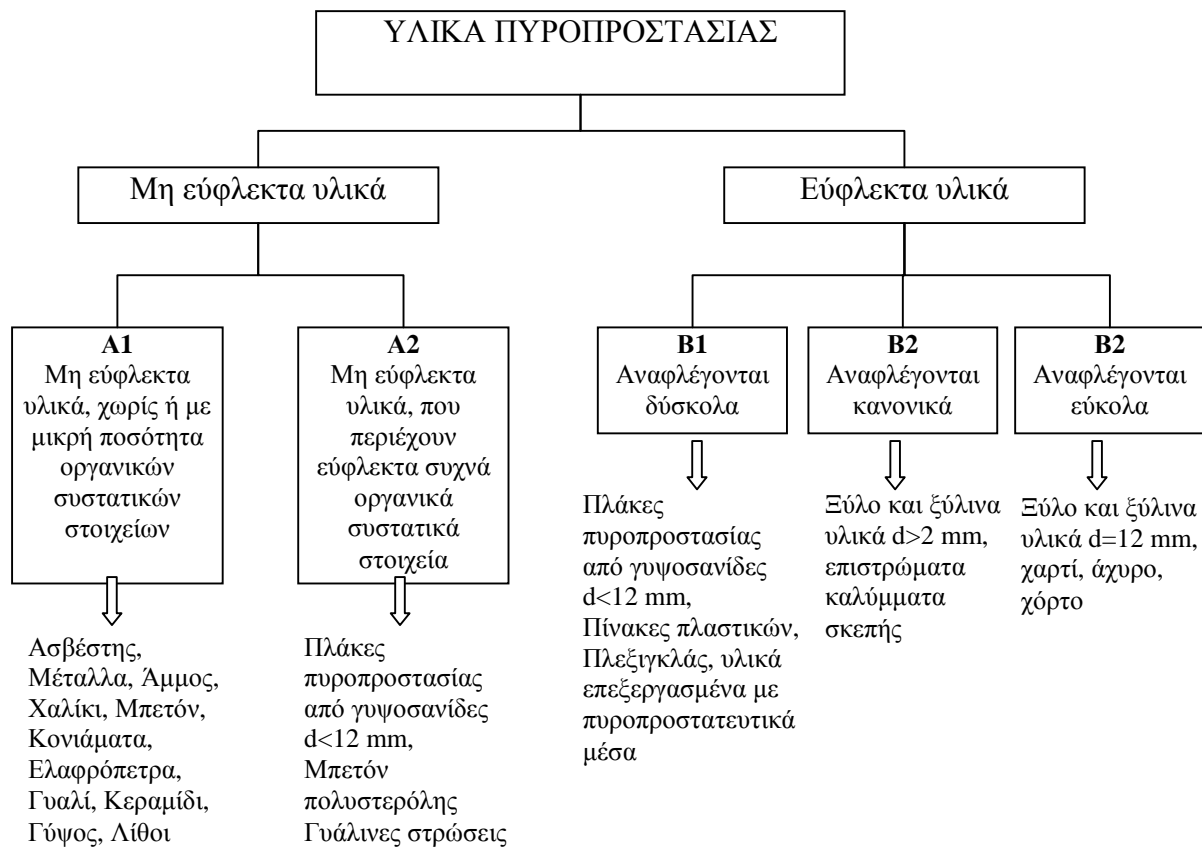 ΥΛΙΚΑ ΠΥΡΟΠΡΟΣΤΑΣΙΑΣ
Μη εύφλεκτα υλικά
Εύφλεκτα υλικά
Α1
Μη εύφλεκτα
υλικά, χωρίς ή με
μικρή ποσότητα
οργανικών
συστατικών
στοιχείων
Α2
Μη εύφλεκτα
υλικά, που
περιέχουν
εύφλεκτα συχνά
οργανικά
συστατικά
στοιχεία
Β1
Αναφλέγονται
δύσκολα
Β2
Αναφλέγονται
κανονικά
Β2
Αναφλέγονται
εύκολα
Ασβέστης,
Μέταλλα, Άμμος,
Χαλίκι, Μπετόν,
Κονιάματα,
Ελαφρόπετρα,
Γυαλί, Κεραμίδι,
Γύψος, Λίθοι
Πλάκες
πυροπροστασίας
από γυψοσανίδες
d<12 mm,
Μπετόν
πολυστερόλης
Γυάλινες στρώσεις
Πλάκες
πυροπροστασίας
από γυψοσανίδες
d<12 mm,
Πίνακες πλαστικών,
Πλεξιγκλάς, υλικά
επεξεργασμένα με
πυροπροστατευτικά
μέσα
Ξύλο και ξύλινα
υλικά d>2 mm,
επιστρώματα
καλύμματα
σκεπής
Ξύλο και ξύλινα
υλικά d=12 mm,
χαρτί, άχυρο,
χόρτο